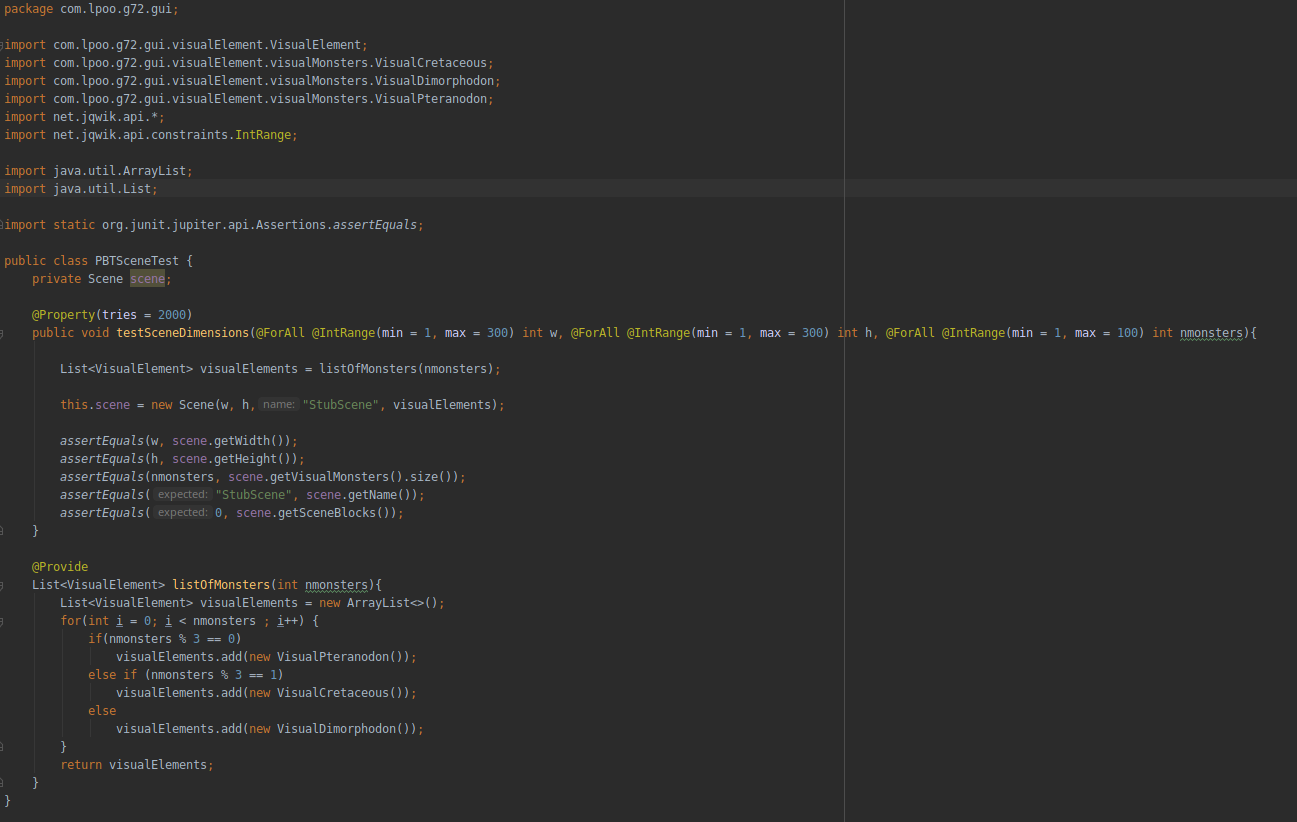 package com.lpoo.g72.gui;
import com.lpoo.g72.gui.visualElement.VisualElement;
import com.lpoo.g72.gui.visualElement.visualMonsters.VisualCretaceous;
import com.lpoo.g72.gui.visualElement.visualMonsters.VisualDimorphodon;
import com.lpoo.g72.gui.visualElement.visualMonsters.VisualPteranodon;
import net.jqwik.api.*;
import net.jqwik.api.constraints.IntRange;
import java.util.ArrayList;
import java.util.List;
import static org.junit.jupiter.api.Assertions.assertEquals;
public class PBTSceneTest {
    private Scene scene;
    @Property(tries = 2000)
    public void testSceneDimensions(@ForAll @IntRange(min = 1, max = 300) int w, @ForAll @IntRange(min = 1, max = 300) int h, @ForAll @IntRange(min = 1, max = 100) int nmonsters){
        List<VisualElement> visualElements = listOfMonsters(nmonsters);
        this.scene = new Scene(w, h, name: "StubScene", visualElements);
        assertEquals(w, scene.getWidth());
        assertEquals(h, scene.getHeight());
        assertEquals(nmonsters, scene.getVisualMonsters().size());
        assertEquals( expected: "StubScene", scene.getName());
        assertEquals( expected: 0, scene.getSceneBlocks());
    }
    @Provide
    List<VisualElement> listOfMonsters(int nmonsters){
        List<VisualElement> visualElements = new ArrayList<>();
        for(int i = 0; i < nmonsters ; i++) {
            if(nmonsters % 3 == 0)
                visualElements.add(new VisualPteranodon());
            else if (nmonsters % 3 == 1)
                visualElements.add(new VisualCretaceous());
            else
                visualElements.add(new VisualDimorphodon());
        }
        return visualElements;
    }
}